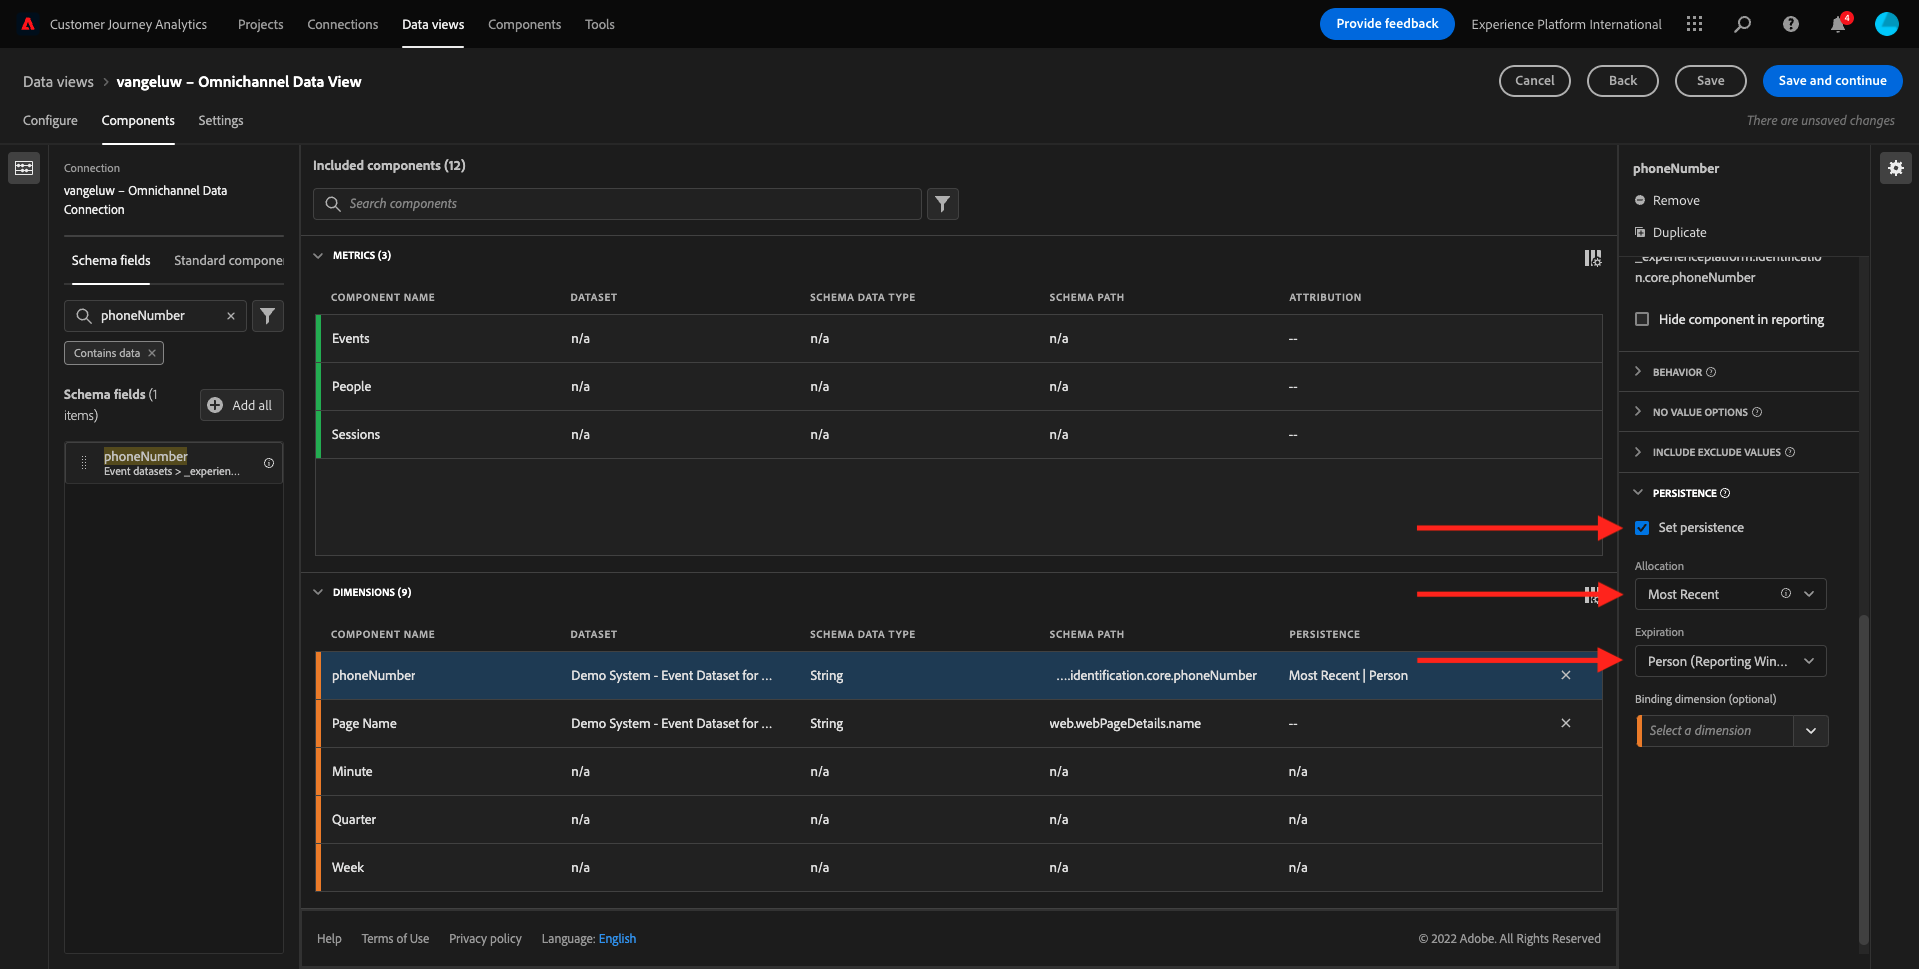 Customer Journey Analytics
Projects
Connections
Data views
Components
Tools
Provide feedback
Experience Platform International
4
Data views > vangeluw – Omnichannel Data View
Cancel
Back
Save
Save and continue
Configure
Components
Settings
There are unsaved changes
Connection
vangeluw – Omnichannel Data
Connection
Schema fields
Standard compone
phoneNumber
Contains data
Schema fields (1
items)
Add all
phoneNumber
Event datasets > _experien...
Included components (12)
Search components
METRICS (3)
COMPONENT NAME DATASET SCHEMA DATA TYPE SCHEMA PATH ATTRIBUTION
Events n/a n/a n/a --
People n/a n/a n/a --
Sessions n/a n/a n/a --
DIMENSIONS (9)
COMPONENT NAME DATASET SCHEMA DATA TYPE SCHEMA PATH PERSISTENCE
phoneNumber Demo System - Event Dataset for ... String ....identification.core.phoneNumber Most Recent | Person
Page Name Demo System - Event Dataset for ... String web.webPageDetails.name --
Minute n/a n/a n/a n/a
Quarter n/a n/a n/a n/a
Week n/a n/a n/a n/a
phoneNumber
Remove
Duplicate
_experienceplatform.identificatio
n.core.phoneNumber
Hide component in reporting
BEHAVIOR
NO VALUE OPTIONS
INCLUDE EXCLUDE VALUES
PERSISTENCE
Set persistence
Allocation
Most Recent
Expiration
Person (Reporting Win...
Binding dimension (optional)
Select a dimension
Help
Terms of Use
Privacy policy
Language: English
© 2022 Adobe. All Rights Reserved